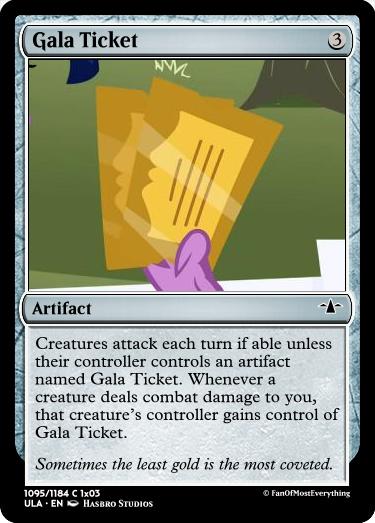 Gala Ticket 3
Artifact
Creatures attack each turn if able unless
their controller controls an artifact
named Gala Ticket. Whenever a
creature deals combat damage to you,
that creature's controller gains control of
Gala Ticket.
Sometimes the least gold is the most coveted.
1095/1184 C 1x03
ULA • EN Hasbro Studios
© FanOfMostEverything